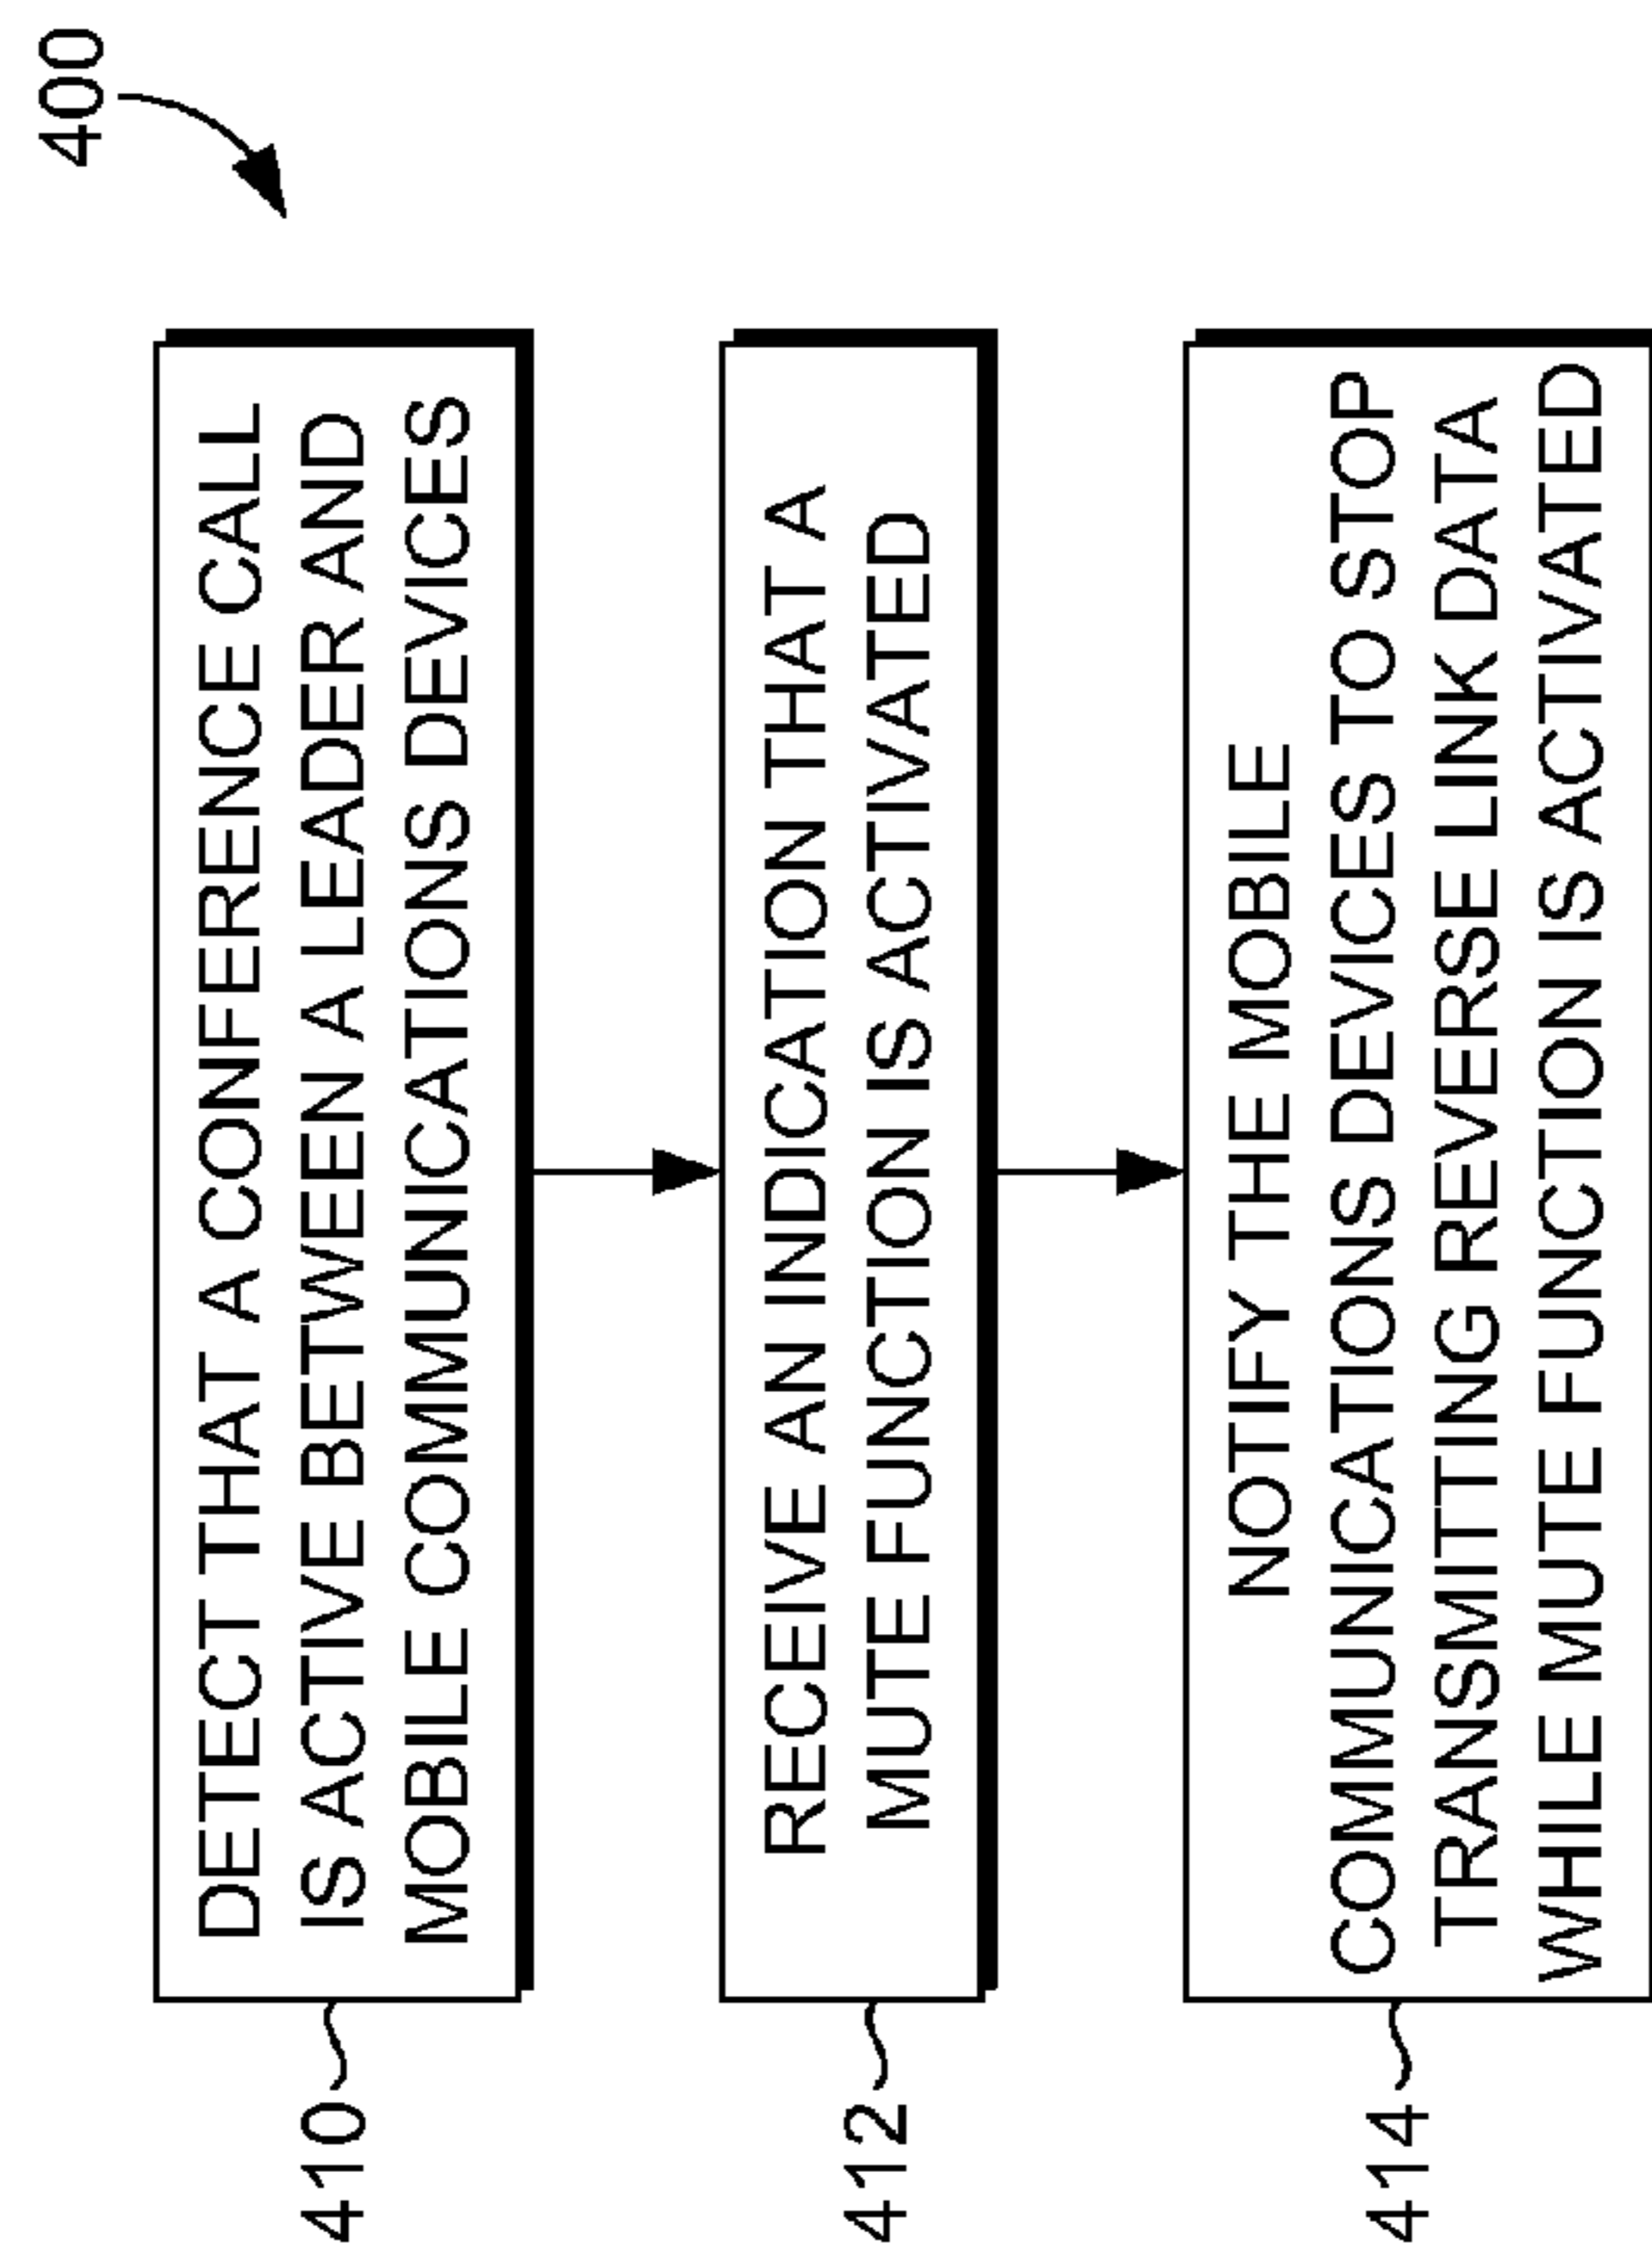 400
410
DETECT THAT A CONFERENCE CALL
IS ACTIVE BETWEEN A LEADER AND
MOBILE COMMUNICATIONS DEVICES
412
RECEIVE AN INDICATION THAT A
MUTE FUNCTION IS ACTIVATED
414
NOTIFY THE MOBILE
COMMUNICATIONS DEVICES TO STOP
TRANSMITTING REVERSE LINK DATA
WHILE MUTE FUNCTION IS ACTIVATED